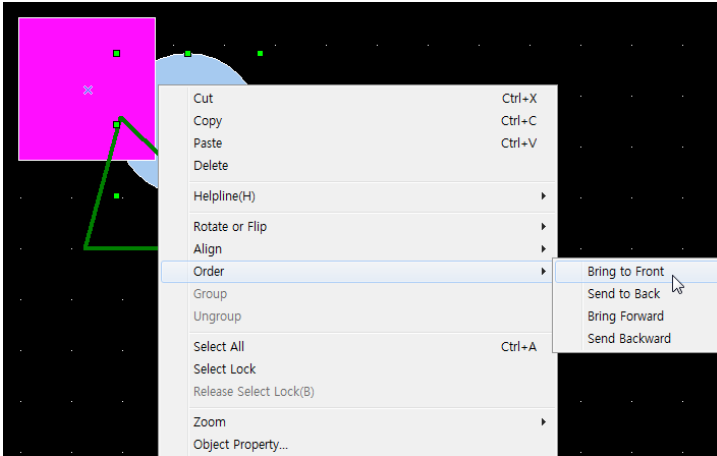 Cut Ctrl+X
Copy Ctrl+C
Paste Ctrl+V
Delete
Helpline(H)
Rotate or Flip
Align
Order
Bring to Front
Group
Send to Back
Ungroup
Bring Forward
Send Backward
Select All Ctrl+A
Select Lock
Release Select Lock(B)
Zoom
Object Property...